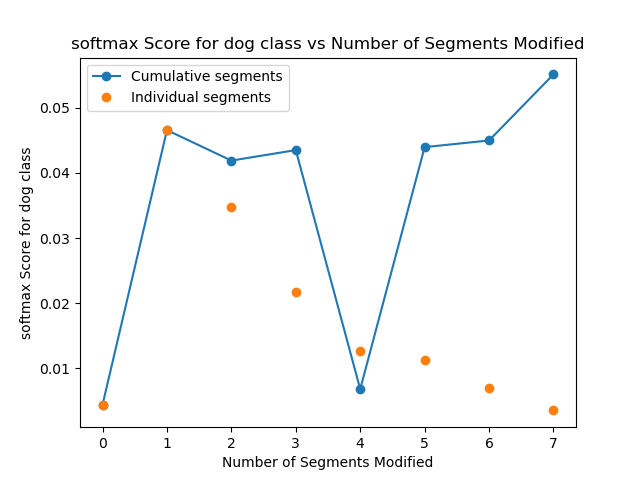 softmax Score for dog class vs Number of Segments Modified
Cumulative segments
Individual segments
softmax Score for dog class
0.05
0.04
0.03
0.02
0.01
0 1 2 3 4 5 6 7
Number of Segments Modified